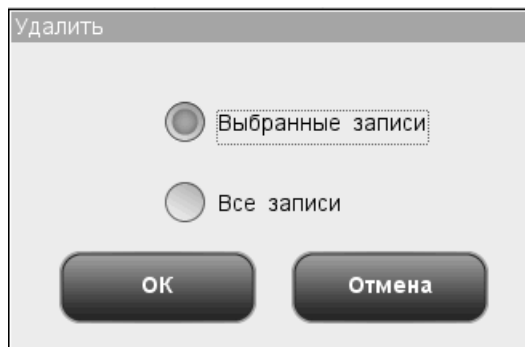 Удалить
Выбранные записи
Все записи
ОК
Отмена